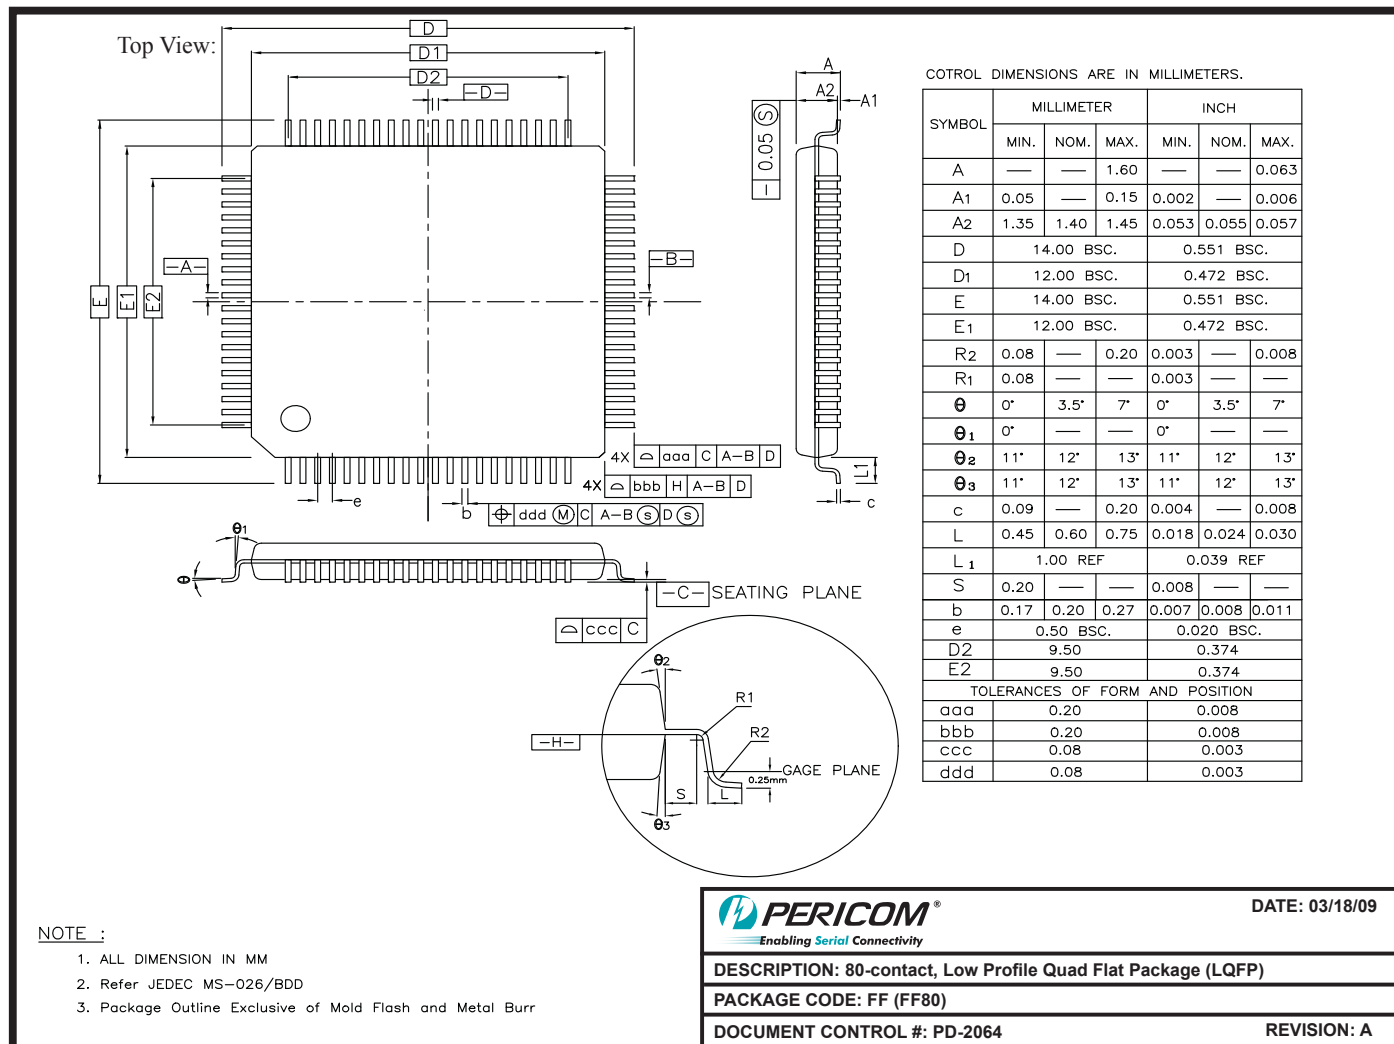 Top View:
D
D1
D2
-D-
E
E1
E2
-A-
-B-
e
b
4X ⌓ aaa C A-B D
4X ⌓ bbb H A-B D
⌖ ddd Ⓜ C A-B Ⓢ D Ⓢ
A
A2
A1
0.05 Ⓢ
L1
c
θ1
θ
-C- SEATING PLANE
⌓ ccc C
θ2
R1
R2
-H-
GAGE PLANE
0.25mm
S
L
θ3
COTROL DIMENSIONS ARE IN MILLIMETERS.
SYMBOL MILLIMETER INCH
MIN. NOM. MAX. MIN. NOM. MAX.
A — — 1.60 — — 0.063
A1 0.05 — 0.15 0.002 — 0.006
A2 1.35 1.40 1.45 0.053 0.055 0.057
D 14.00 BSC. 0.551 BSC.
D1 12.00 BSC. 0.472 BSC.
E 14.00 BSC. 0.551 BSC.
E1 12.00 BSC. 0.472 BSC.
R2 0.08 — 0.20 0.003 — 0.008
R1 0.08 — — 0.003 — —
θ 0° 3.5° 7° 0° 3.5° 7°
θ1 0° — — 0° — —
θ2 11° 12° 13° 11° 12° 13°
θ3 11° 12° 13° 11° 12° 13°
c 0.09 — 0.20 0.004 — 0.008
L 0.45 0.60 0.75 0.018 0.024 0.030
L1 1.00 REF 0.039 REF
S 0.20 — — 0.008 — —
b 0.17 0.20 0.27 0.007 0.008 0.011
e 0.50 BSC. 0.020 BSC.
D2 9.50 0.374
E2 9.50 0.374
TOLERANCES OF FORM AND POSITION
aaa 0.20 0.008
bbb 0.20 0.008
ccc 0.08 0.003
ddd 0.08 0.003
NOTE :
1. ALL DIMENSION IN MM
2. Refer JEDEC MS-026/BDD
3. Package Outline Exclusive of Mold Flash and Metal Burr
PERICOM®
Enabling Serial Connectivity
DATE: 03/18/09
DESCRIPTION: 80-contact, Low Profile Quad Flat Package (LQFP)
PACKAGE CODE: FF (FF80)
DOCUMENT CONTROL #: PD-2064
REVISION: A